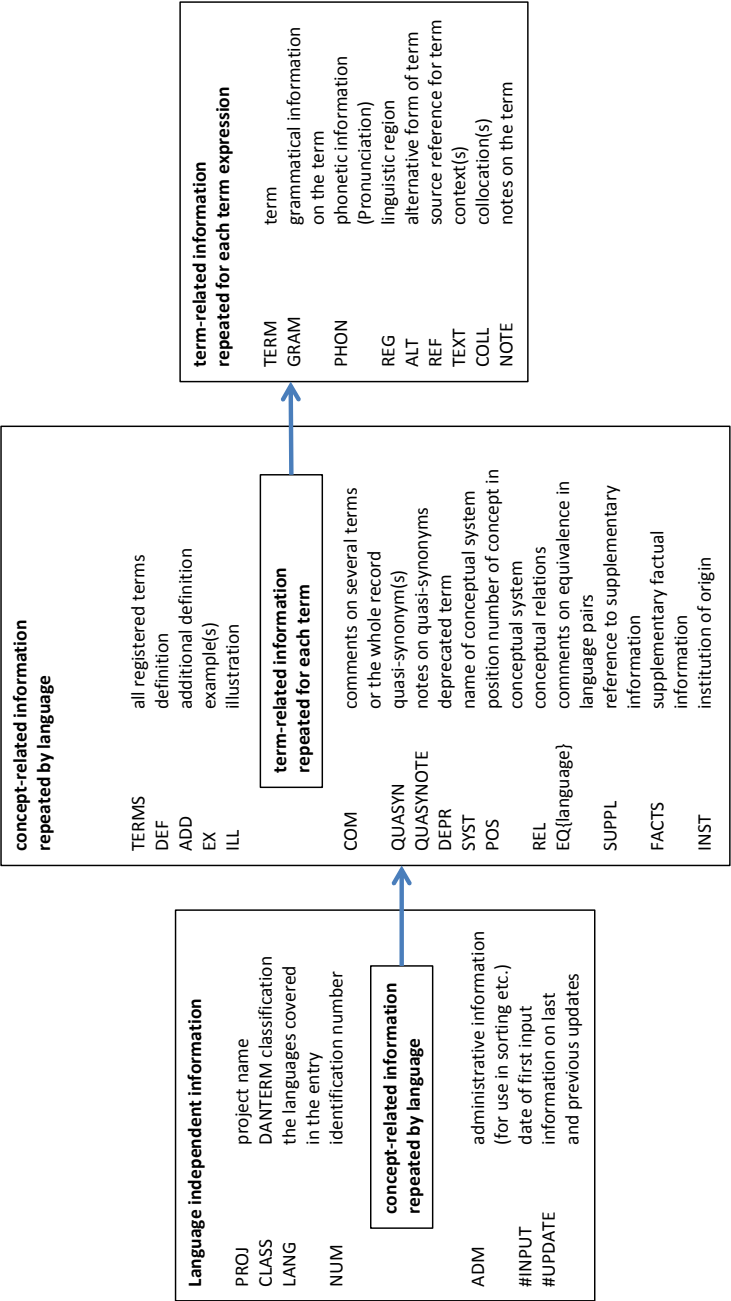 Language independent information
PROJ project name
CLASS DANTERM classification
LANG the languages covered
in the entry
NUM identification number
concept-related information
repeated by language
ADM administrative information
(for use in sorting etc.)
#INPUT date of first input
#UPDATE information on last
and previous updates
concept-related information
repeated by language
TERMS all registered terms
DEF definition
ADD additional definition
EX example(s)
ILL illustration
term-related information
repeated for each term
COM comments on several terms
or the whole record
QUASYN quasi-synonym(s)
QUASYNOTE notes on quasi-synonyms
DEPR deprecated term
SYST name of conceptual system
POS position number of concept in
conceptual system
REL conceptual relations
EQ{language} comments on equivalence in
language pairs
SUPPL reference to supplementary
information
FACTS supplementary factual
information
INST institution of origin
term-related information
repeated for each term expression
TERM term
GRAM grammatical information
on the term
PHON phonetic information
(Pronunciation)
REG linguistic region
ALT alternative form of term
REF source reference for term
TEXT context(s)
COLL collocation(s)
NOTE notes on the term